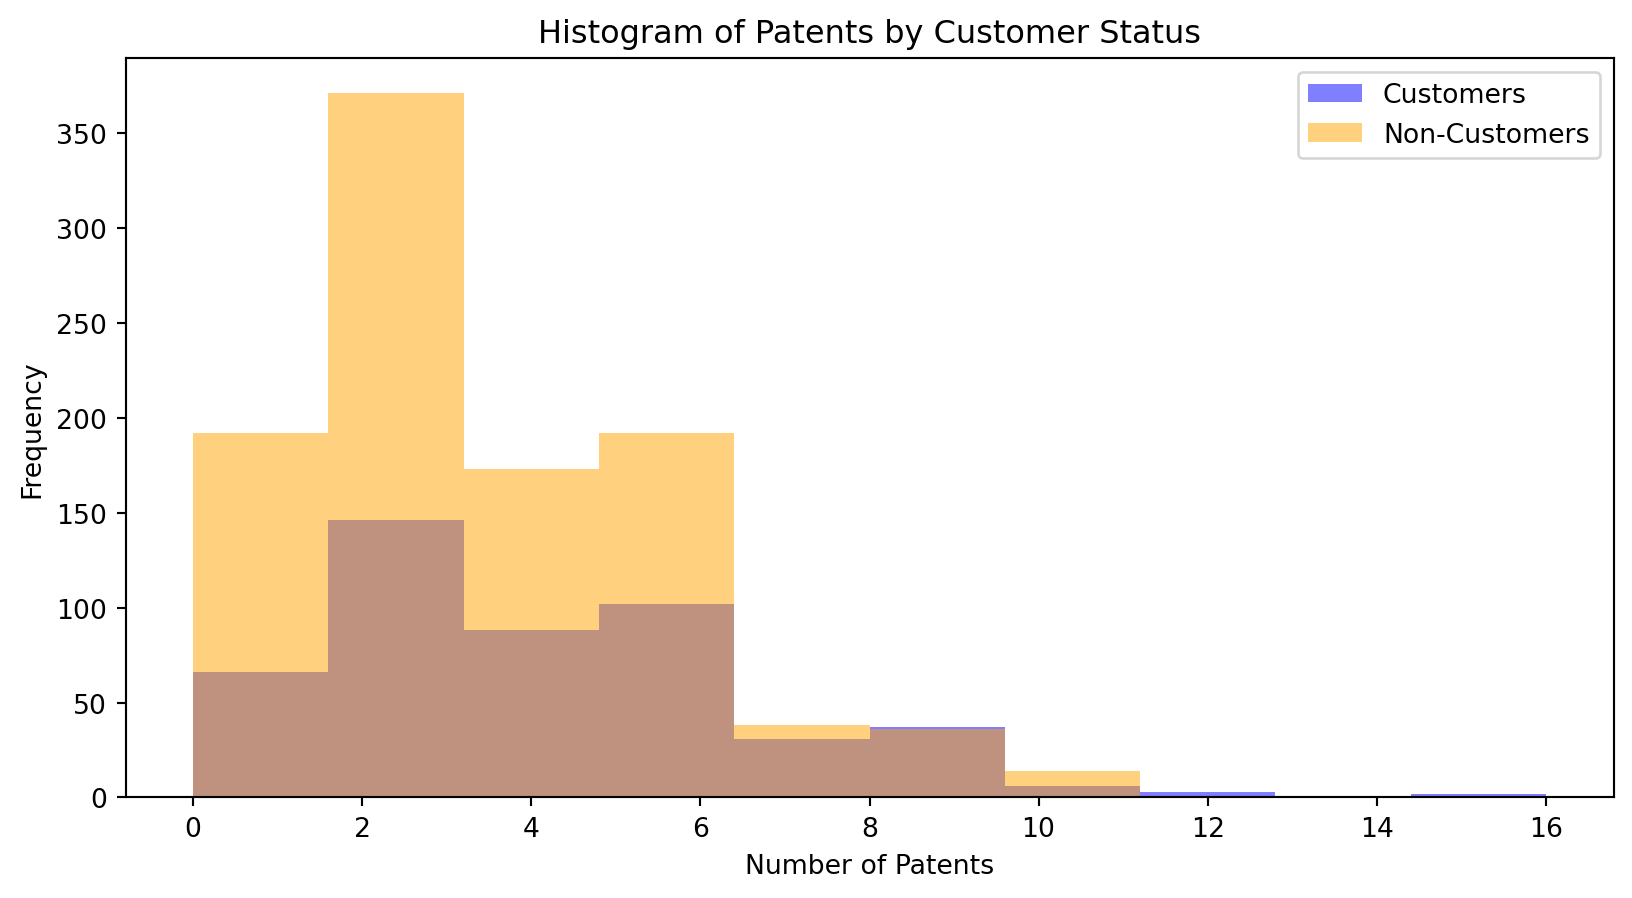 Histogram of Patents by Customer Status
Customers
Non-Customers
350
300
250
200
150
100
50
0
Frequency
0 2 4 6 8 10 12 14 16
Number of Patents